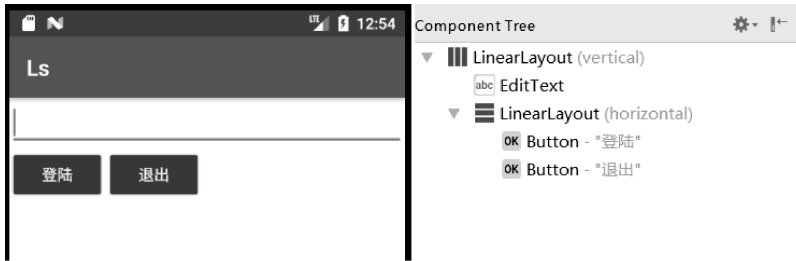 LTE 12:54
Ls
登陆 退出
Component Tree
LinearLayout (vertical)
abc EditText
LinearLayout (horizontal)
OK Button - "登陆"
OK Button - "退出"